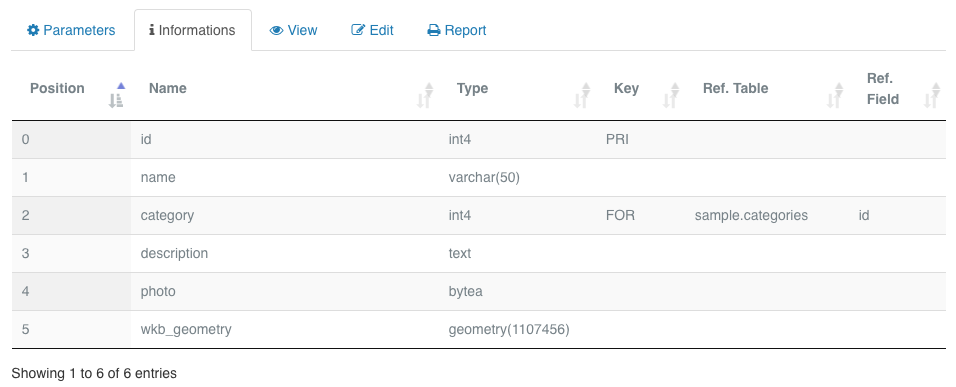 Parameters Informations View Edit Report
Position Name Type Key Ref. Table Ref. Field
0 id int4 PRI
1 name varchar(50)
2 category int4 FOR sample.categories id
3 description text
4 photo bytea
5 wkb_geometry geometry(1107456)
Showing 1 to 6 of 6 entries